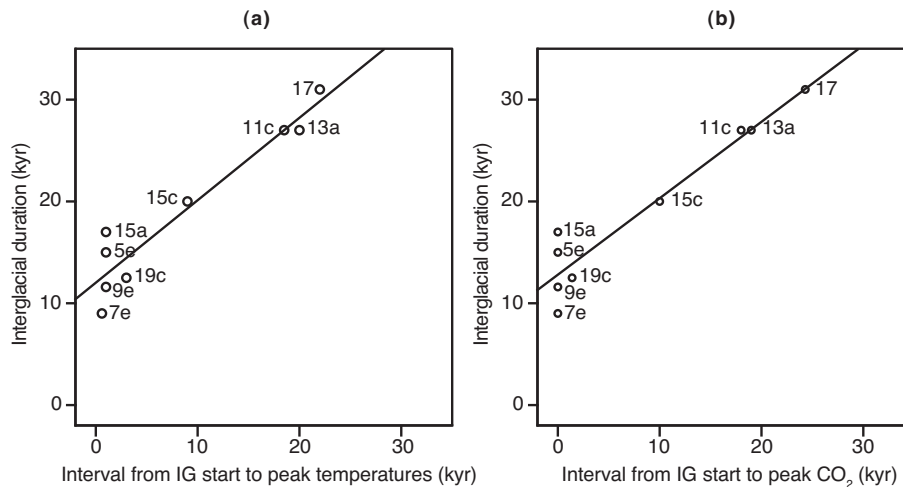 (a)
Interglacial duration (kyr)
30
20
10
0
17
11c
13a
15c
15a
5e
19c
9e
7e
0
10
20
30
Interval from IG start to peak temperatures (kyr)
(b)
Interglacial duration (kyr)
30
20
10
0
17
11c
13a
15c
15a
5e
19c
9e
7e
0
10
20
30
Interval from IG start to peak CO₂ (kyr)